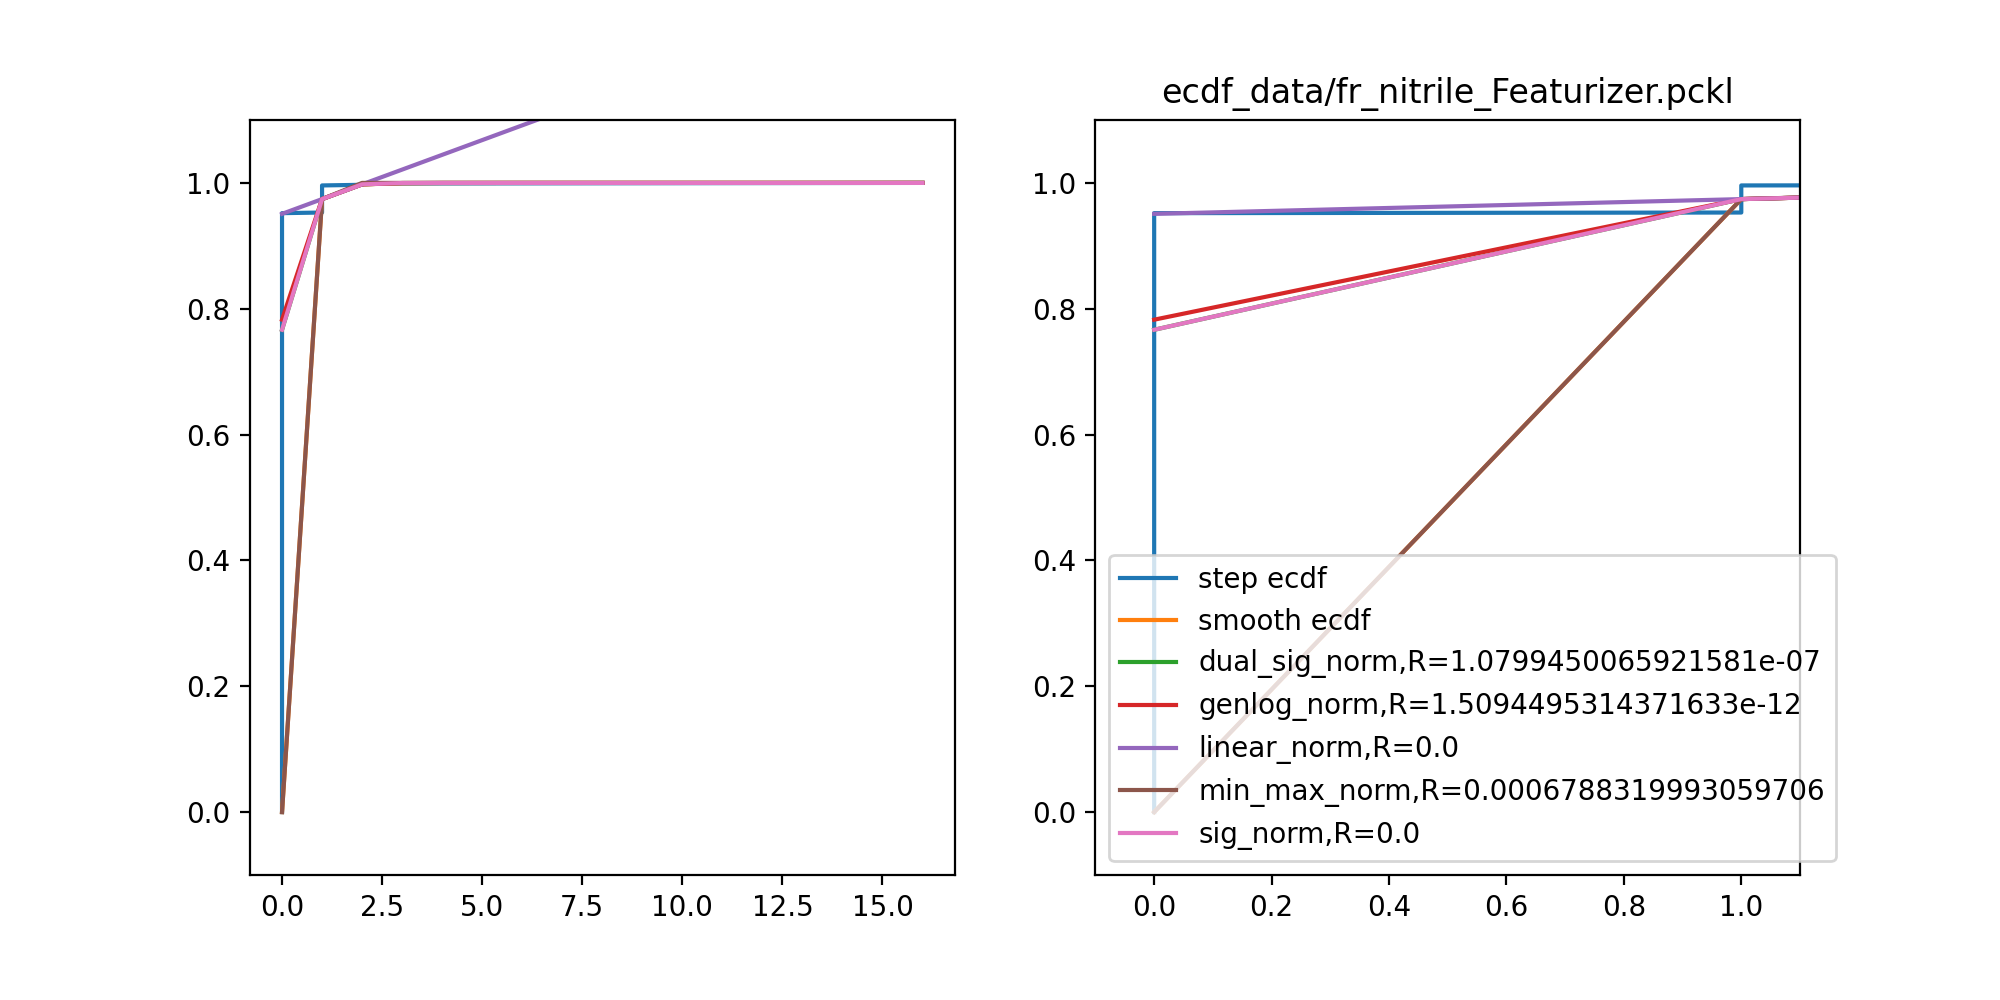 1.0
0.8
0.6
0.4
0.2
0.0
0.0 2.5 5.0 7.5 10.0 12.5 15.0
ecdf_data/fr_nitrile_Featurizer.pckl
1.0
0.8
0.6
0.4
0.2
0.0
0.0 0.2 0.4 0.6 0.8 1.0
step ecdf
smooth ecdf
dual_sig_norm,R=1.0799450065921581e-07
genlog_norm,R=1.5094495314371633e-12
linear_norm,R=0.0
min_max_norm,R=0.0006788319993059706
sig_norm,R=0.0